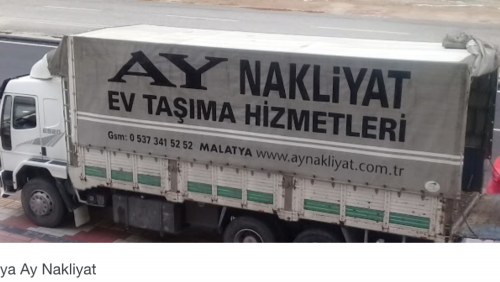 AY NAKLİYAT
EV TAŞIMA HİZMETLERİ
Gsm: 0 537 341 52 52 MALATYA www.aynakliyat.com.tr
ya Ay Nakliyat